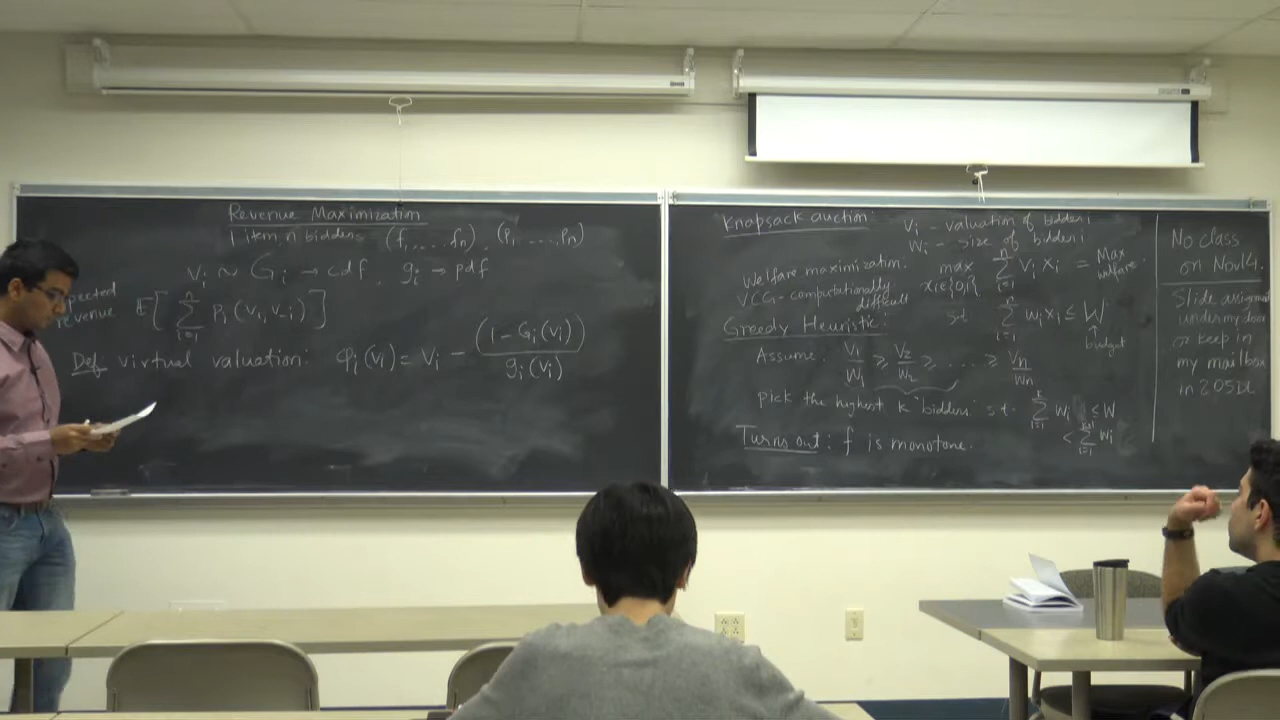 Revenue Maximization
1 item, n bidders (f₁, ..., fₙ), (p₁, ..., pₙ)
vᵢ ~ Gᵢ → cdf, gᵢ → pdf
pected
revenue E[ Σᵢ₌₁ⁿ pᵢ(vᵢ, v₋ᵢ) ]
Def: virtual valuation: φᵢ(vᵢ) = vᵢ - (1 - Gᵢ(vᵢ)) / gᵢ(vᵢ)
Knapsack auction: vᵢ - valuation of bidder i
wᵢ - size of bidder i
Welfare maximization. max xᵢ∈{0,1} Σᵢ₌₁ⁿ vᵢ xᵢ = Max welfare.
VCG - computationally difficult
st Σᵢ₌₁ⁿ wᵢxᵢ ≤ W
↑
budget
Greedy Heuristic:
Assume: v₁/w₁ ≥ v₂/w₂ ≥ .... ≥ vₙ/wₙ
pick the highest k "bidders" st. Σᵢ₌₁ᵏ wᵢ ≤ W
< Σᵢ₌₁ᵏ⁺¹ wᵢ
Turns out: f is monotone.
No class
on Nov 14.
Slide assignment
under my door
or keep in
my mailbox
in 205 DL